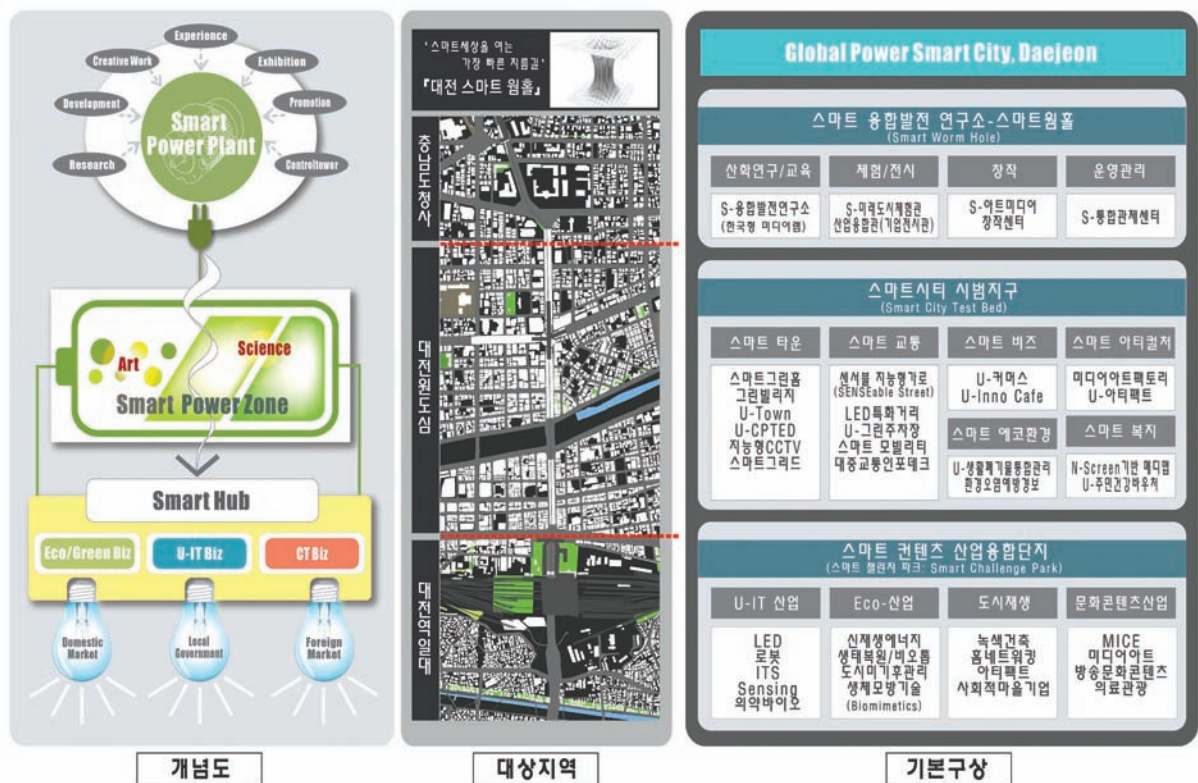 Experience
Creative Work
Exhibition
Development
Promotion
Research
Controltower
Smart
Power Plant
Art
Science
Smart Power Zone
Smart Hub
Eco/Green Biz
U-IT Biz
CT Biz
Domestic
Market
Local
Government
Foreign
Market
개념도
'스마트세상을 여는
가장 빠른 지름길'
『대전 스마트 웜홀』
충남도청사
대전원도심
대전역일대
대상지역
Global Power Smart City, Daejeon
스마트 융합발전 연구소-스마트웜홀
(Smart Worm Hole)
산학연구/교육
체험/전시
창작
운영관리
S-융합발전연구소
(한국형 미디어랩)
S-미래도시체험관
산업융합관(기업전시관)
S-아트미디어
창작센터
S-통합관제센터
스마트시티 시범지구
(Smart City Test Bed)
스마트 타운
스마트 교통
스마트 비즈
스마트 아티컬처
스마트그린홈
그린빌리지
U-Town
U-CPTED
지능형CCTV
스마트그리드
센서블 지능형가로
(SENSEable Street)
LED특화거리
U-그린주차장
스마트 모빌리티
대중교통인포테크
U-커머스
U-Inno Cafe
미디어아트팩토리
U-아티팩트
스마트 에코환경
스마트 복지
U-생활폐기물통합관리
환경오염예방경보
N-Screen기반 메디랩
U-주민건강바우처
스마트 컨텐츠 산업융합단지
(스마트 챌린지 파크: Smart Challenge Park)
U-IT 산업
Eco-산업
도시재생
문화콘텐츠산업
LED
로봇
ITS
Sensing
의약바이오
신재생에너지
생태복원/비오톱
도시미기후관리
생체모방기술
(Biomimetics)
녹색건축
홈네트워킹
아티팩트
사회적마을기업
MICE
미디어아트
방송문화콘텐츠
의료관광
기본구상